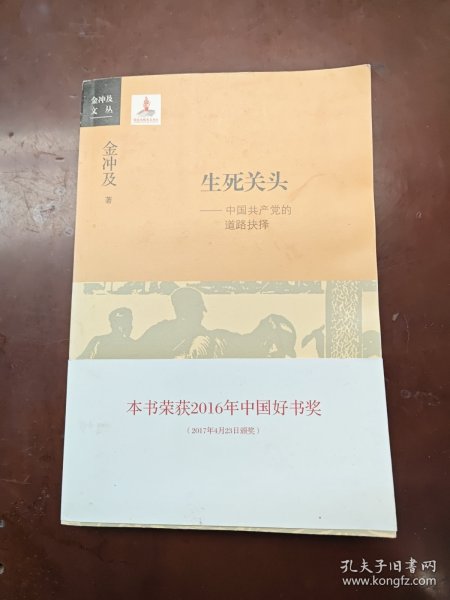 金冲及
文丛
金冲及
著
生死关头
——中国共产党的
道路抉择
本书荣获2016年中国好书奖
（2017年4月23日颁奖）
孔夫子旧书网
www.kongfz.com